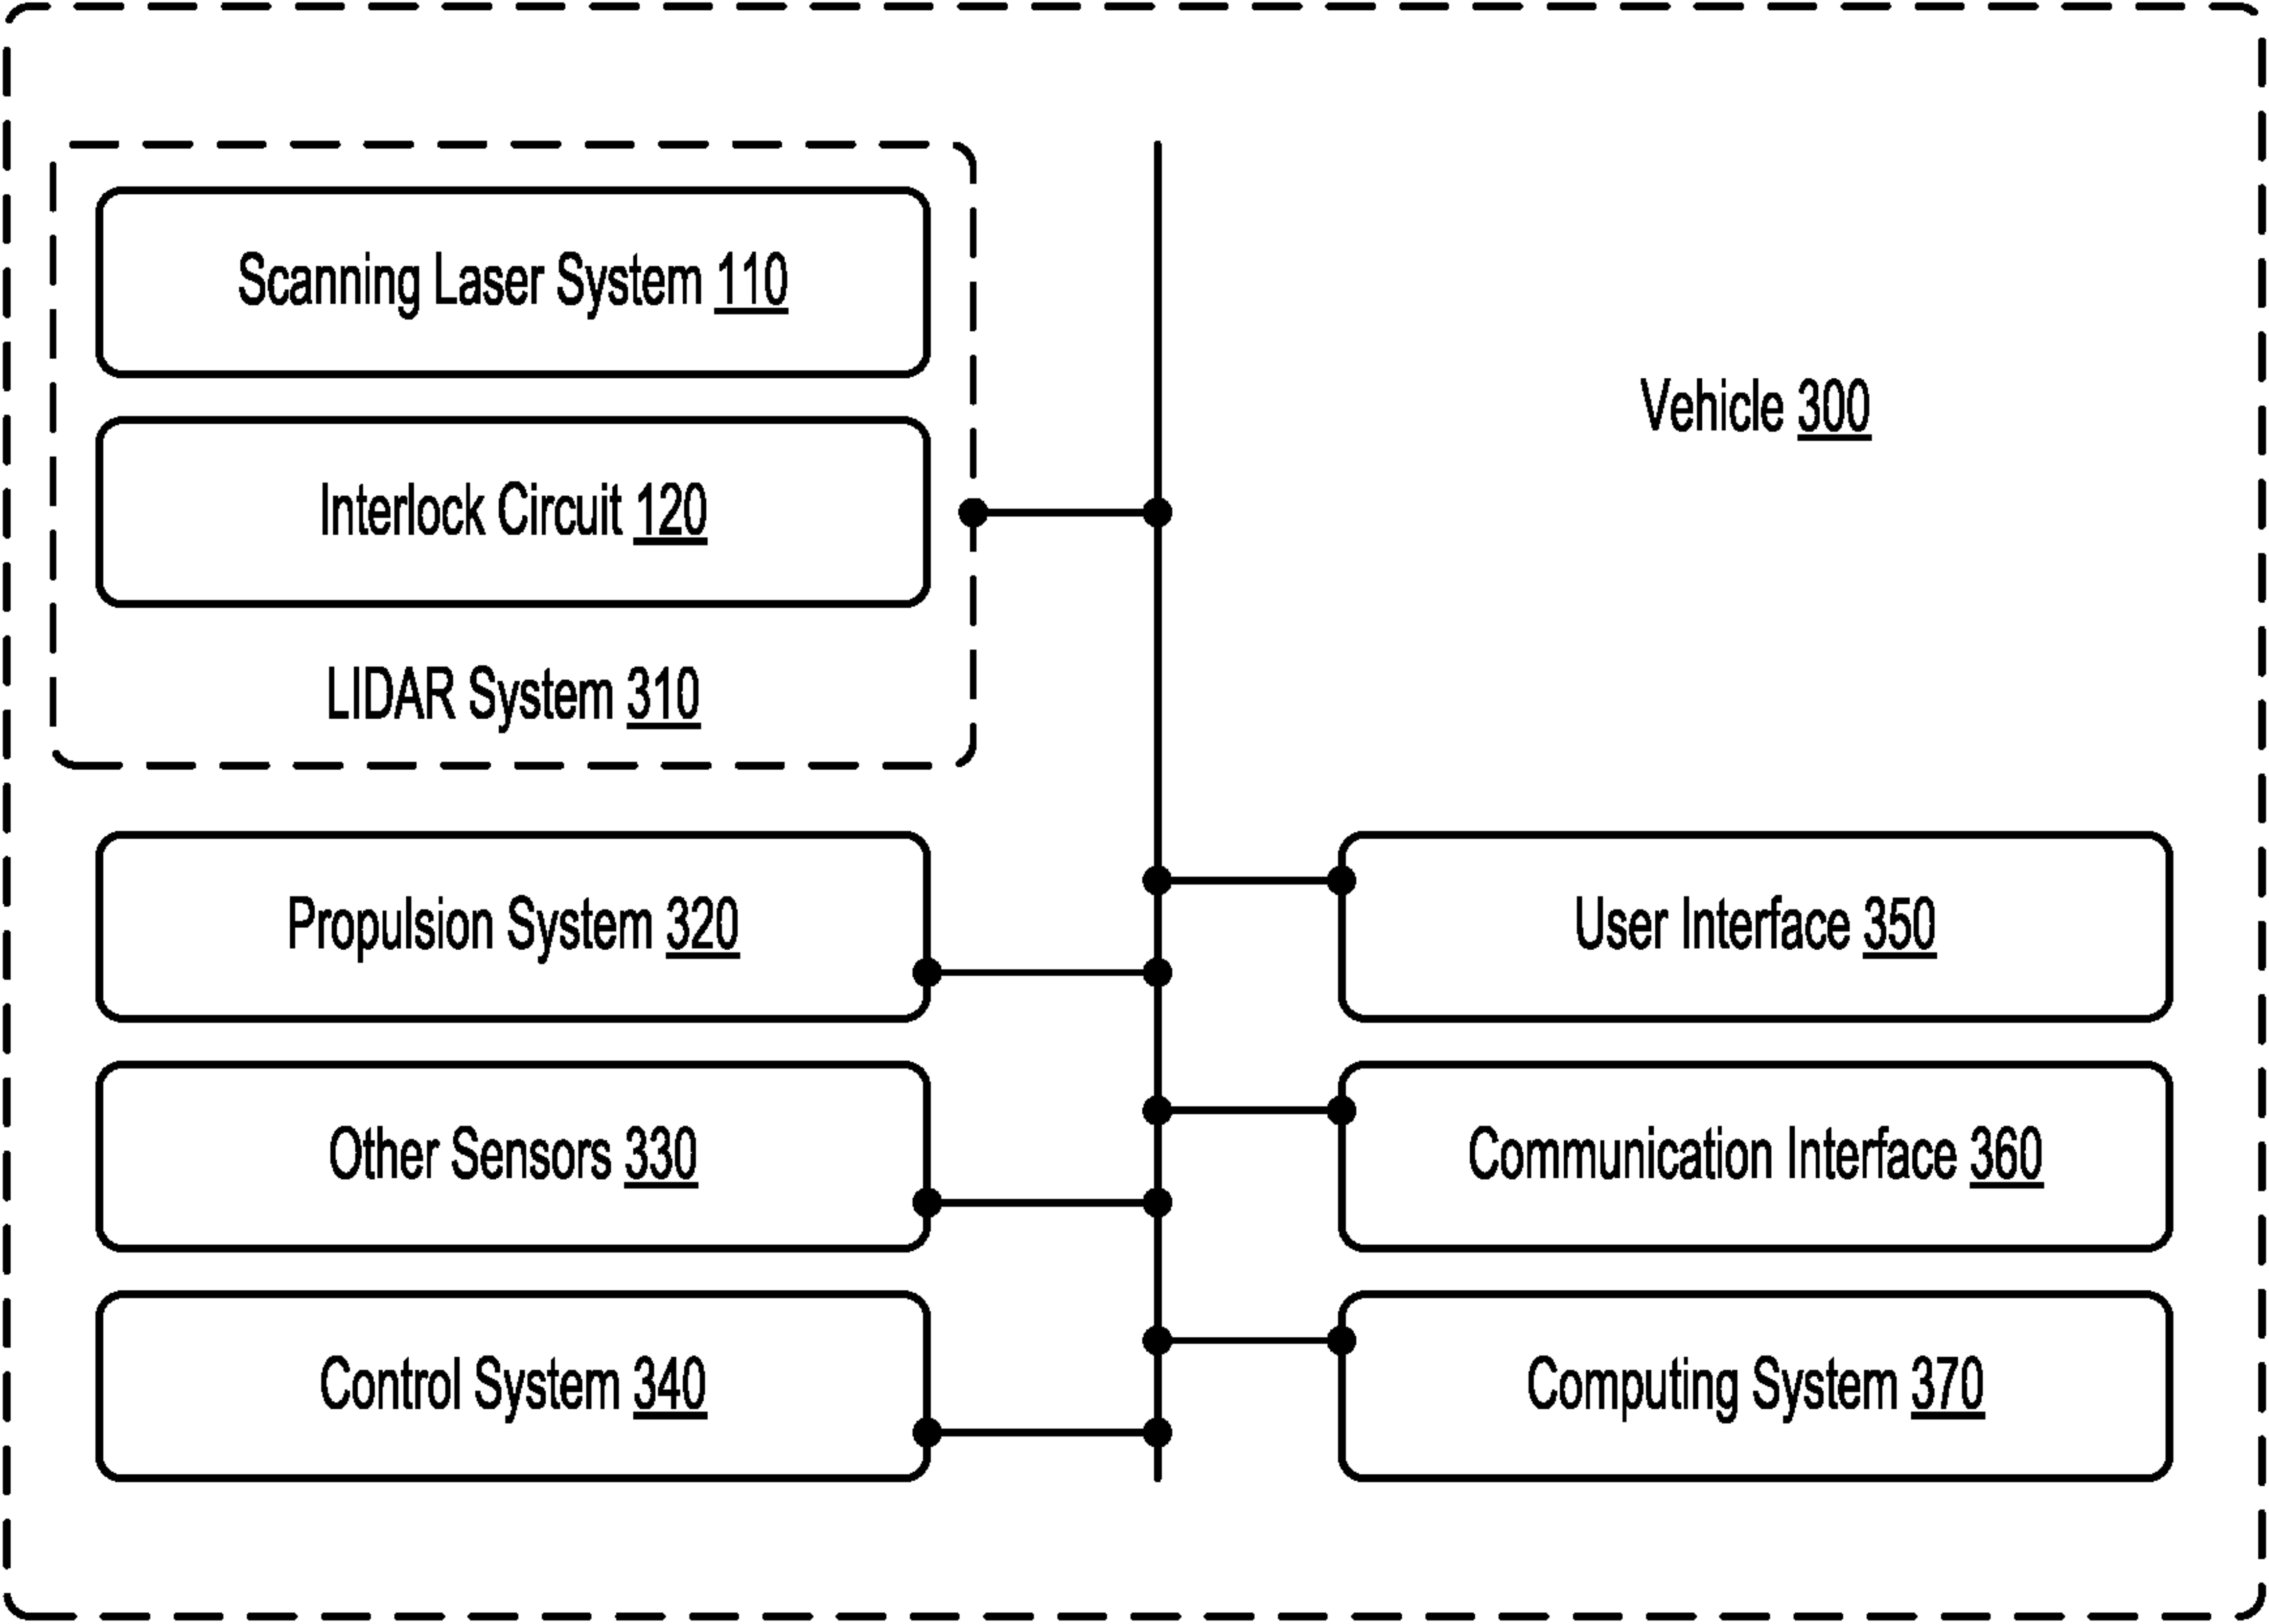 Scanning Laser System 110
Interlock Circuit 120
LIDAR System 310
Vehicle 300
Propulsion System 320
Other Sensors 330
Control System 340
User Interface 350
Communication Interface 360
Computing System 370